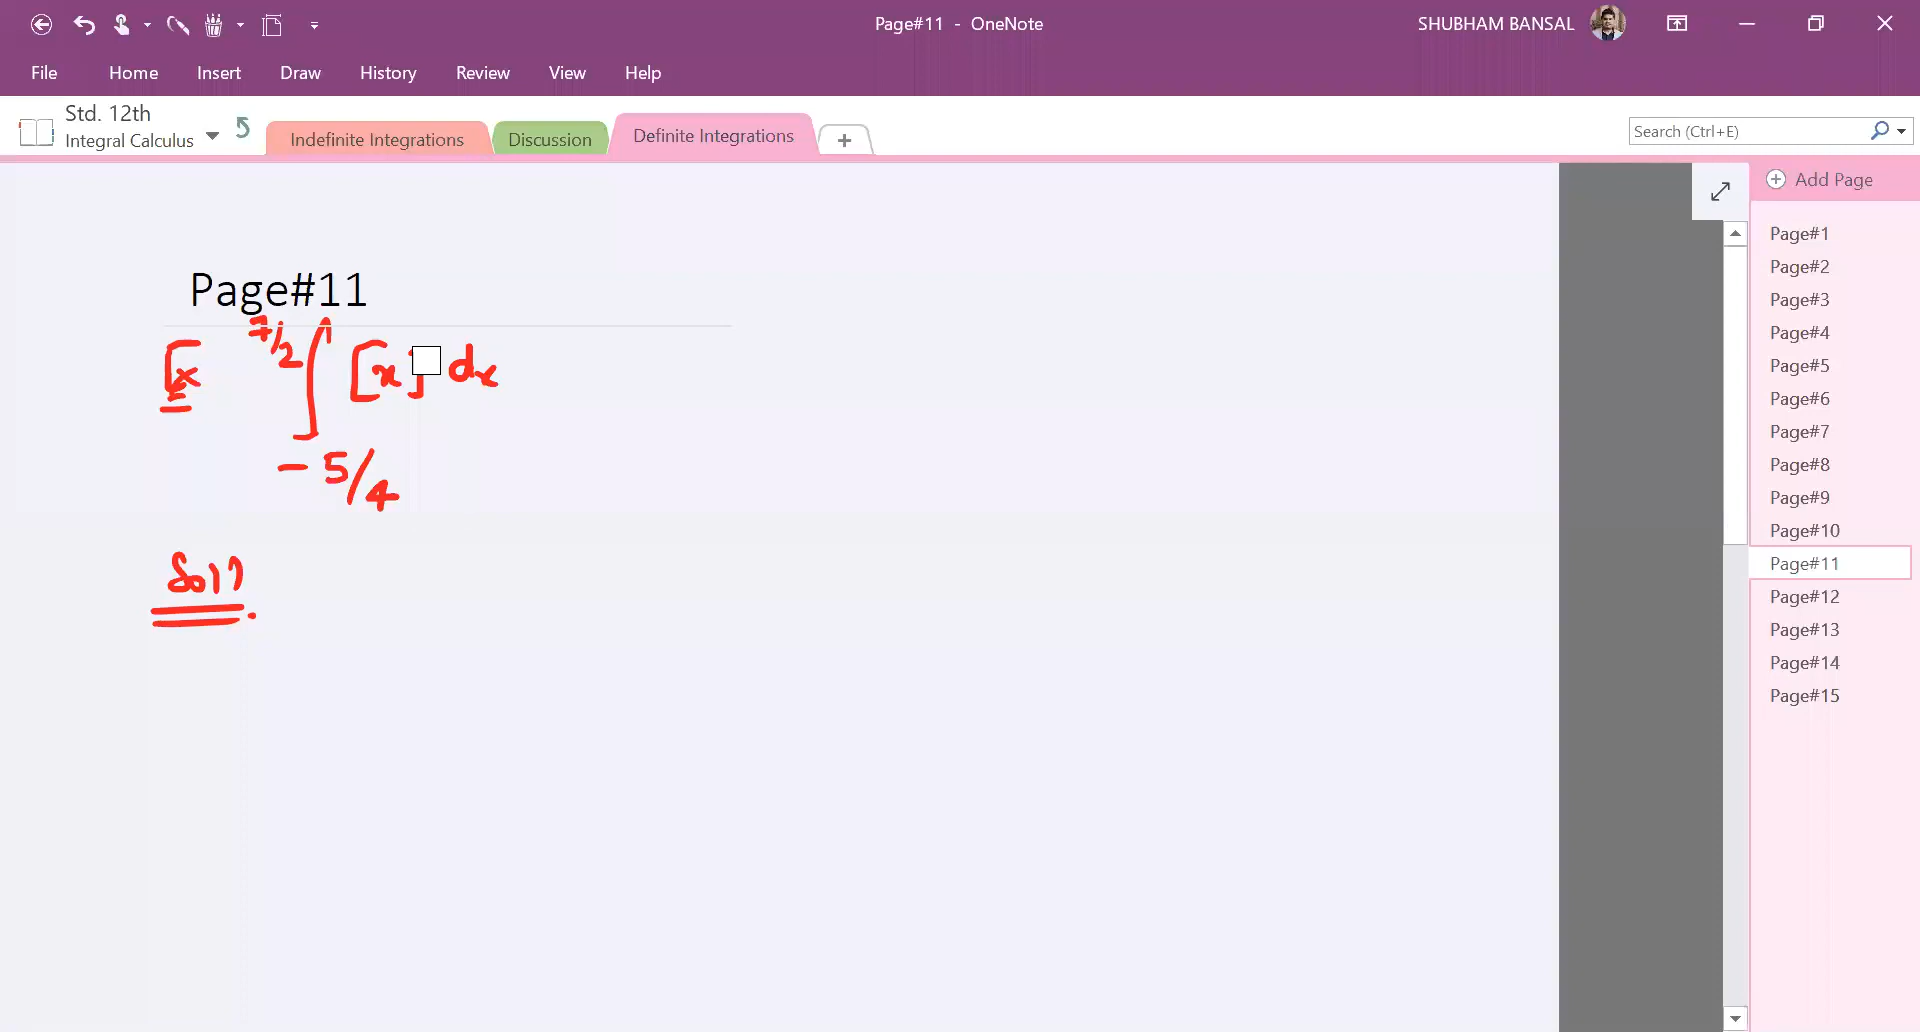 Page#11 - OneNote
SHUBHAM BANSAL
File Home Insert Draw History Review View Help
Std. 12th
Integral Calculus
Indefinite Integrations
Discussion
Definite Integrations
Search (Ctrl+E)
Add Page
Page#1
Page#2
Page#3
Page#4
Page#5
Page#6
Page#7
Page#8
Page#9
Page#10
Page#11
Page#12
Page#13
Page#14
Page#15
Page#11
Ex 7/2 ∫ [x] dx
-5/4
Soln